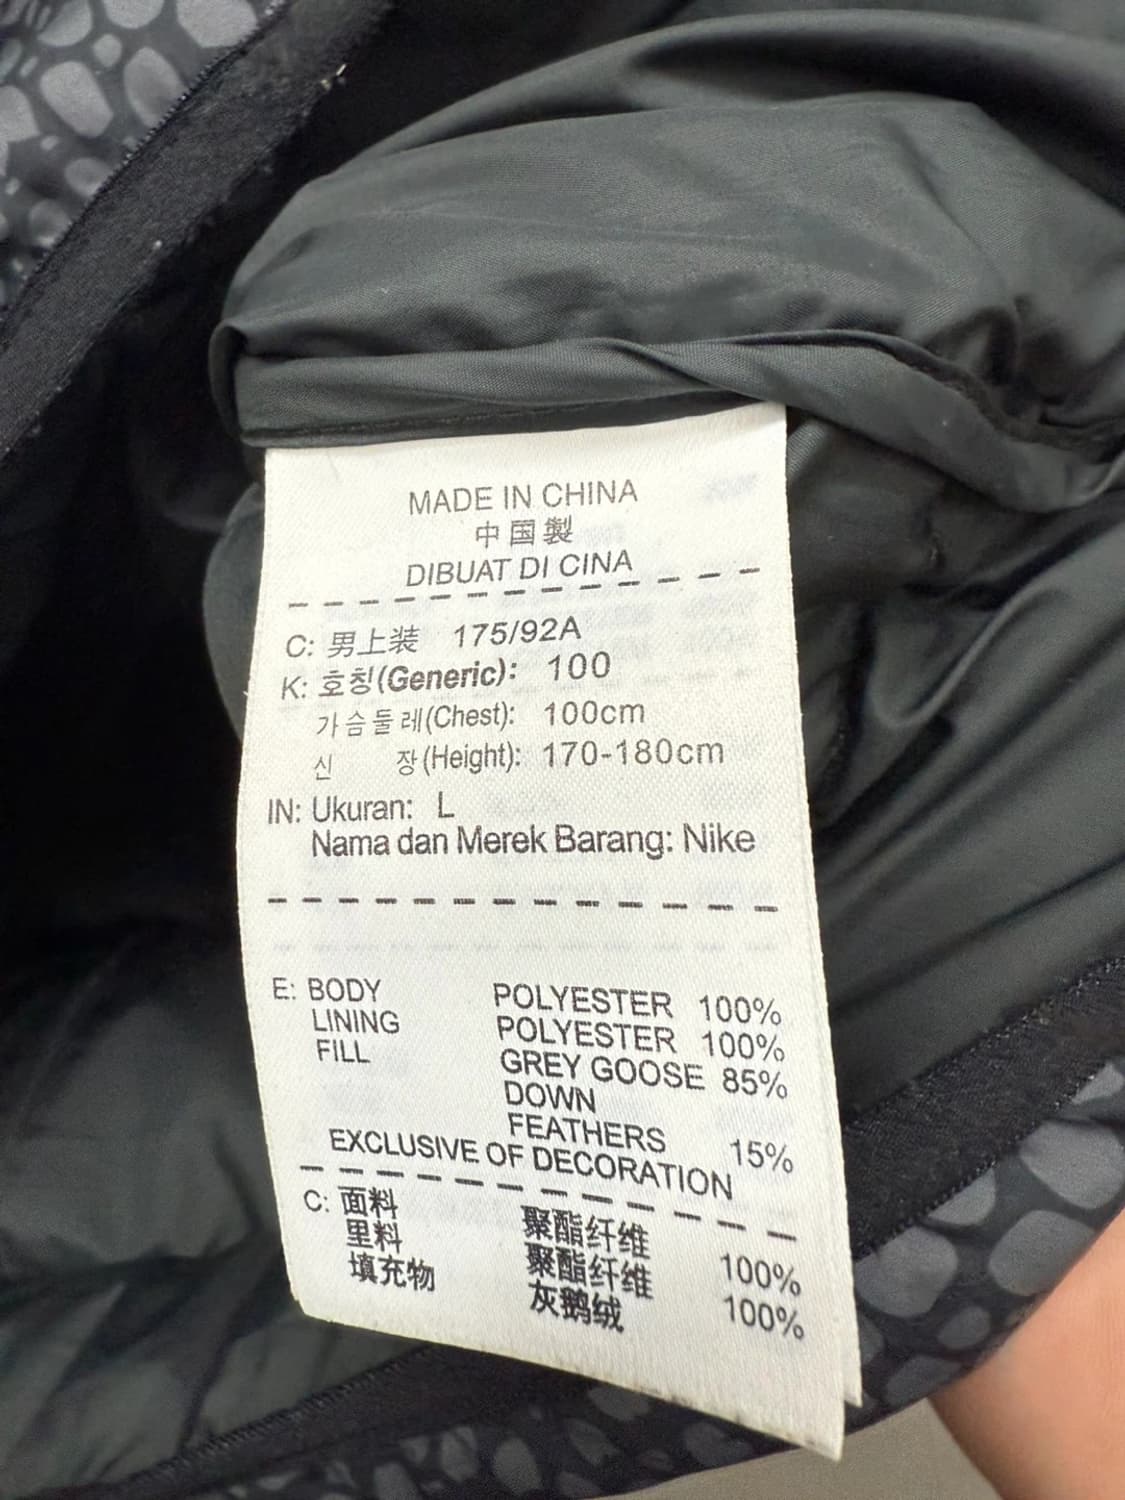 MADE IN CHINA
中国製
DIBUAT DI CINA
C: 男上装 175/92A
K: 호칭(Generic): 100
가슴둘레(Chest): 100cm
신 장(Height): 170-180cm
IN: Ukuran: L
Nama dan Merek Barang: Nike
E: BODY POLYESTER 100%
LINING POLYESTER 100%
FILL GREY GOOSE 85%
DOWN
FEATHERS 15%
EXCLUSIVE OF DECORATION
C: 面料 聚酯纤维 100%
里料 聚酯纤维 100%
填充物 灰鹅绒